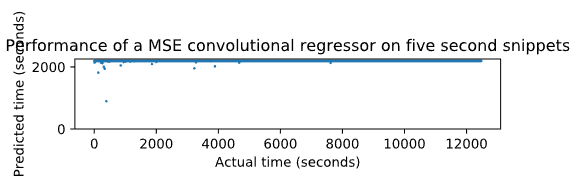 Performance of a MSE convolutional regressor on five second snippets
Predicted time (seconds)
2000
0
0 2000 4000 6000 8000 10000 12000
Actual time (seconds)